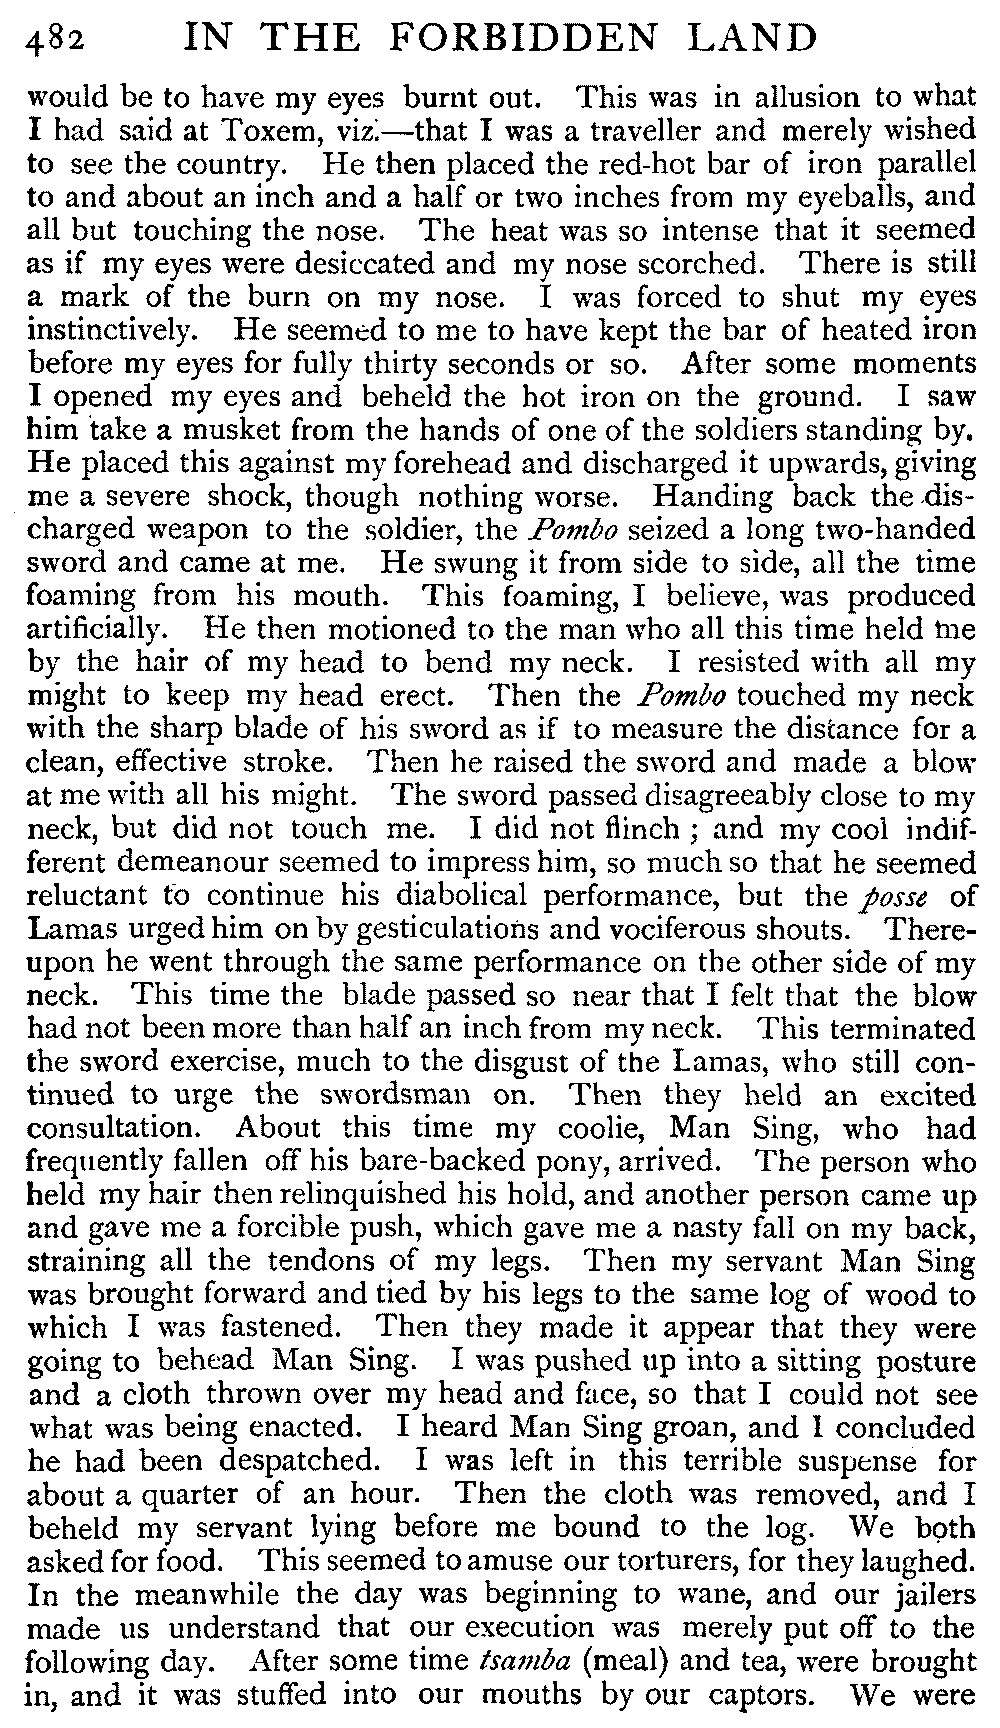 482 IN THE FORBIDDEN LAND
would be to have my eyes burnt out. This was in allusion to what
I had said at Toxem, viz.—that I was a traveller and merely wished
to see the country. He then placed the red-hot bar of iron parallel
to and about an inch and a half or two inches from my eyeballs, and
all but touching the nose. The heat was so intense that it seemed
as if my eyes were desiccated and my nose scorched. There is still
a mark of the burn on my nose. I was forced to shut my eyes
instinctively. He seemed to me to have kept the bar of heated iron
before my eyes for fully thirty seconds or so. After some moments
I opened my eyes and beheld the hot iron on the ground. I saw
him take a musket from the hands of one of the soldiers standing by.
He placed this against my forehead and discharged it upwards, giving
me a severe shock, though nothing worse. Handing back the dis-
charged weapon to the soldier, the Pombo seized a long two-handed
sword and came at me. He swung it from side to side, all the time
foaming from his mouth. This foaming, I believe, was produced
artificially. He then motioned to the man who all this time held me
by the hair of my head to bend my neck. I resisted with all my
might to keep my head erect. Then the Pombo touched my neck
with the sharp blade of his sword as if to measure the distance for a
clean, effective stroke. Then he raised the sword and made a blow
at me with all his might. The sword passed disagreeably close to my
neck, but did not touch me. I did not flinch ; and my cool indif-
ferent demeanour seemed to impress him, so much so that he seemed
reluctant to continue his diabolical performance, but the posse of
Lamas urged him on by gesticulations and vociferous shouts. There-
upon he went through the same performance on the other side of my
neck. This time the blade passed so near that I felt that the blow
had not been more than half an inch from my neck. This terminated
the sword exercise, much to the disgust of the Lamas, who still con-
tinued to urge the swordsman on. Then they held an excited
consultation. About this time my coolie, Man Sing, who had
frequently fallen off his bare-backed pony, arrived. The person who
held my hair then relinquished his hold, and another person came up
and gave me a forcible push, which gave me a nasty fall on my back,
straining all the tendons of my legs. Then my servant Man Sing
was brought forward and tied by his legs to the same log of wood to
which I was fastened. Then they made it appear that they were
going to behead Man Sing. I was pushed up into a sitting posture
and a cloth thrown over my head and face, so that I could not see
what was being enacted. I heard Man Sing groan, and I concluded
he had been despatched. I was left in this terrible suspense for
about a quarter of an hour. Then the cloth was removed, and I
beheld my servant lying before me bound to the log. We both
asked for food. This seemed to amuse our torturers, for they laughed.
In the meanwhile the day was beginning to wane, and our jailers
made us understand that our execution was merely put off to the
following day. After some time tsamba (meal) and tea, were brought
in, and it was stuffed into our mouths by our captors. We were